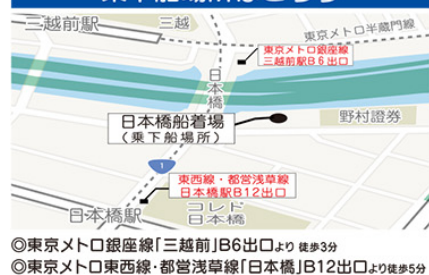 三越前駅
三越
東京メトロ半蔵門線
東京メトロ銀座線
三越前駅B6出口
日本橋
日本橋船着場
(乗下船場所)
野村證券
1
東西線・都営浅草線
日本橋駅B12出口
日本橋駅
コレド
日本橋
◎東京メトロ銀座線「三越前」B6出口より 徒歩3分
◎東京メトロ東西線・都営浅草線「日本橋」B12出口より徒歩5分